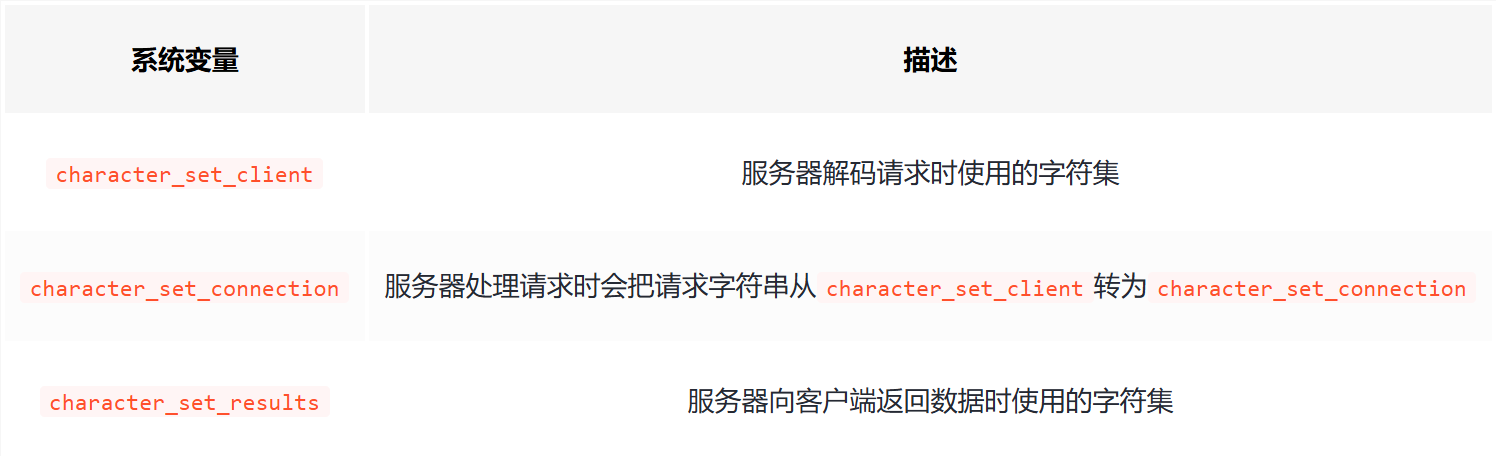 系统变量 描述
character_set_client 服务器解码请求时使用的字符集
character_set_connection 服务器处理请求时会把请求字符串从 character_set_client 转为 character_set_connection
character_set_results 服务器向客户端返回数据时使用的字符集